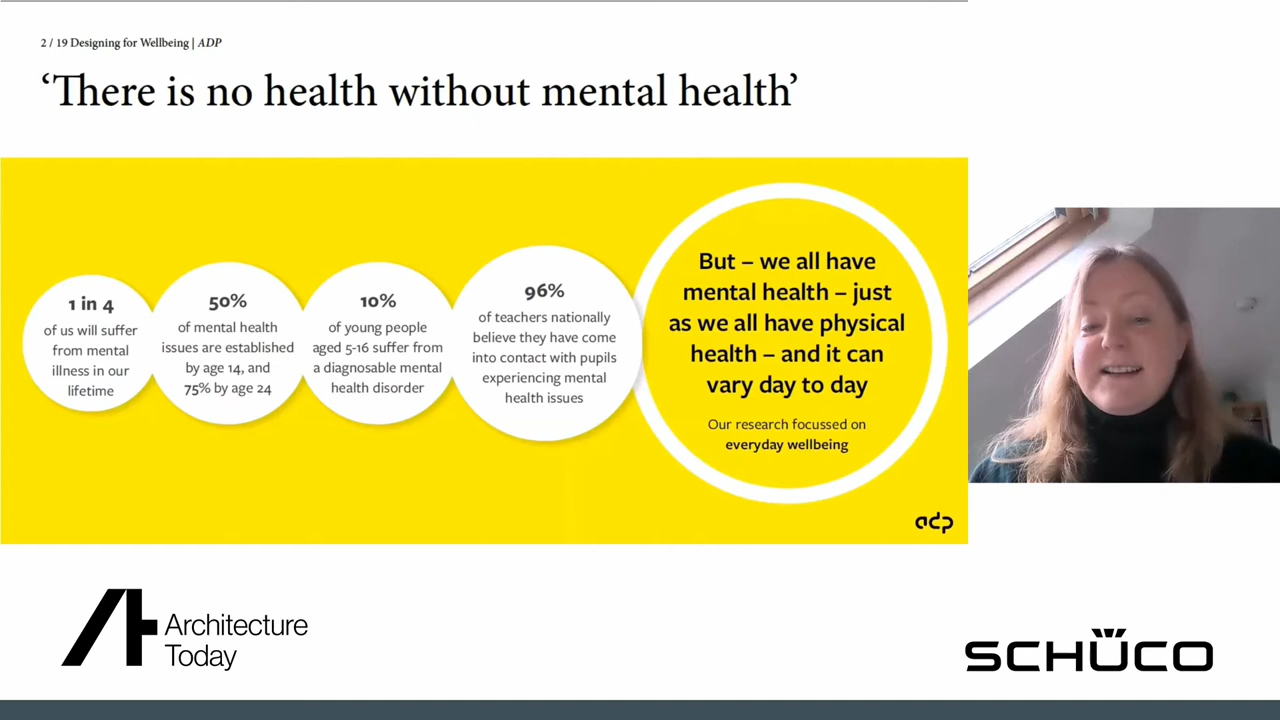 2 / 19 Designing for Wellbeing | ADP
‘There is no health without mental health’
1 in 4
of us will suffer
from mental
illness in our
lifetime
50%
of mental health
issues are established
by age 14, and
75% by age 24
10%
of young people
aged 5-16 suffer from
a diagnosable mental
health disorder
96%
of teachers nationally
believe they have come
into contact with pupils
experiencing mental
health issues
But – we all have
mental health – just
as we all have physical
health – and it can
vary day to day
Our research focussed on
everyday wellbeing
adp
Architecture
Today
SCHÜCO